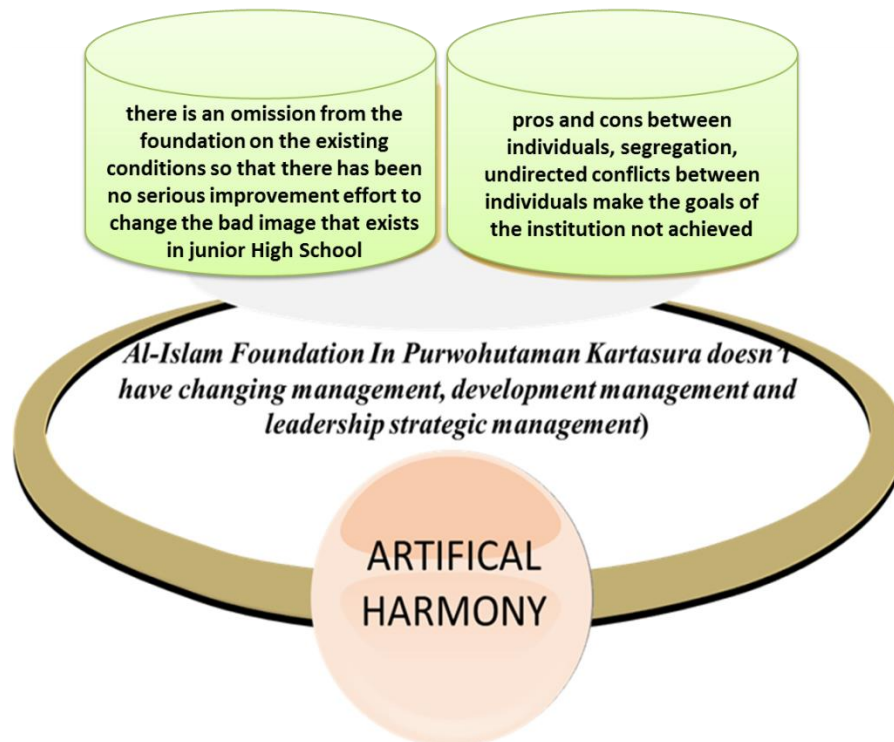 there is an omission from the
foundation on the existing
conditions so that there has been
no serious improvement effort to
change the bad image that exists
in junior High School
pros and cons between
individuals, segregation,
undirected conflicts between
individuals make the goals of
the institution not achieved
Al-Islam Foundation In Purwohutaman Kartasura doesn't
have changing management, development management and
leadership strategic management)
ARTIFICAL
HARMONY